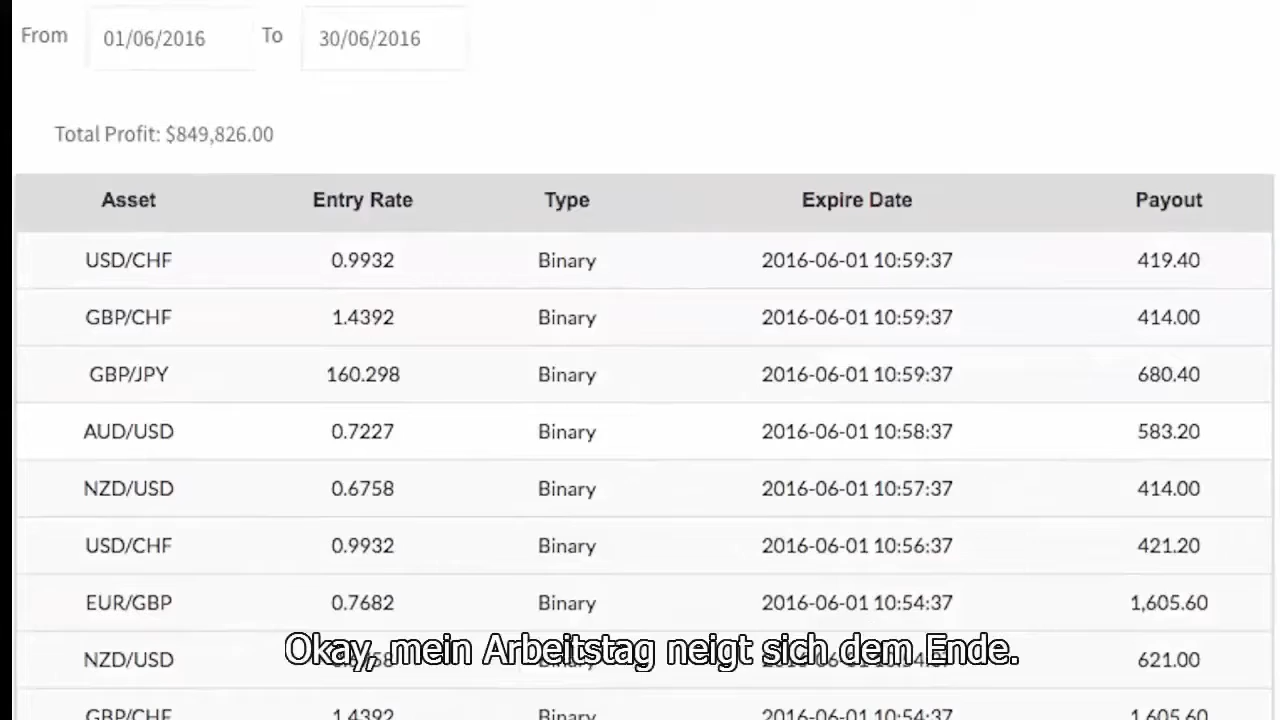 From 01/06/2016 To 30/06/2016
Total Profit: $849,826.00
Asset Entry Rate Type Expire Date Payout
USD/CHF 0.9932 Binary 2016-06-01 10:59:37 419.40
GBP/CHF 1.4392 Binary 2016-06-01 10:59:37 414.00
GBP/JPY 160.298 Binary 2016-06-01 10:59:37 680.40
AUD/USD 0.7227 Binary 2016-06-01 10:58:37 583.20
NZD/USD 0.6758 Binary 2016-06-01 10:57:37 414.00
USD/CHF 0.9932 Binary 2016-06-01 10:56:37 421.20
EUR/GBP 0.7682 Binary 2016-06-01 10:54:37 1,605.60
NZD/USD 621.00
Okay, mein Arbeitstag neigt sich dem Ende.
GBP/CHF 1.4392 Binary 2016-06-01 10:54:37 1,605.60